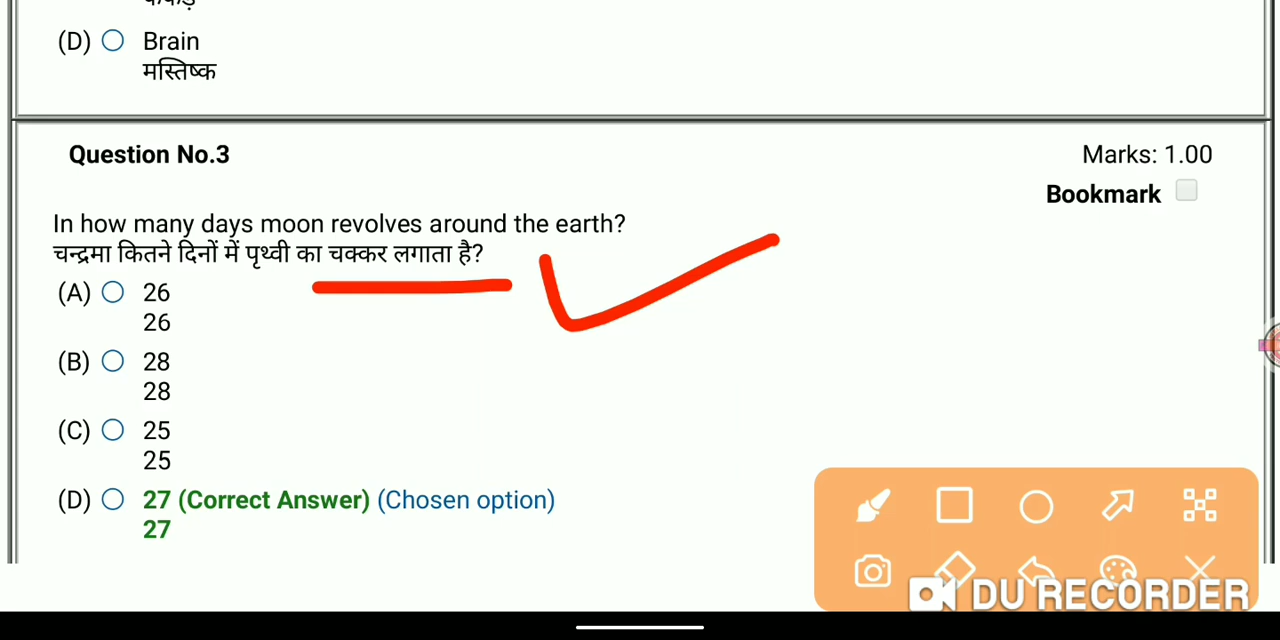 (D) Brain
मस्तिष्क
Question No.3
Marks: 1.00
Bookmark
In how many days moon revolves around the earth?
चन्द्रमा कितने दिनों में पृथ्वी का चक्कर लगाता है?
(A) 26
26
(B) 28
28
(C) 25
25
(D) 27 (Correct Answer) (Chosen option)
27
DU RECORDER